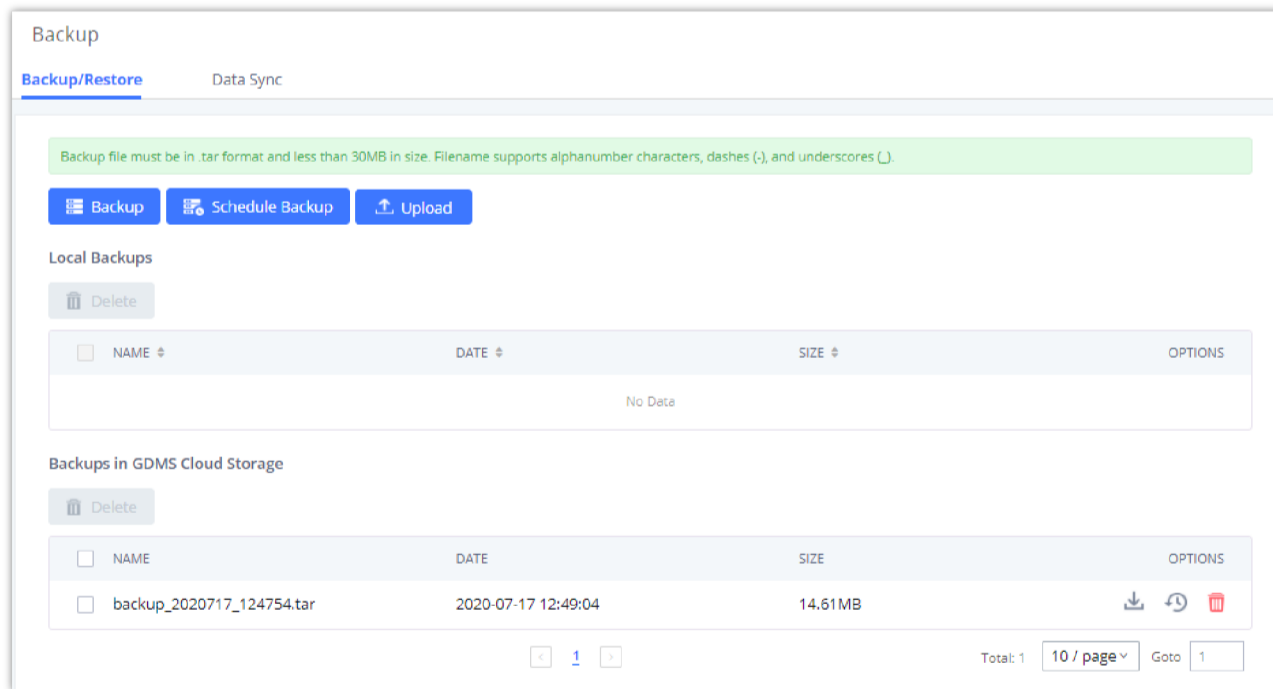 Backup
Backup/Restore Data Sync
Backup file must be in .tar format and less than 30MB in size. Filename supports alphanumber characters, dashes (-), and underscores (_).
Backup Schedule Backup Upload
Local Backups
Delete
NAME DATE SIZE OPTIONS
No Data
Backups in GDMS Cloud Storage
Delete
NAME DATE SIZE OPTIONS
backup_2020717_124754.tar 2020-07-17 12:49:04 14.61MB
< 1 > Total: 1 10 / page Goto 1